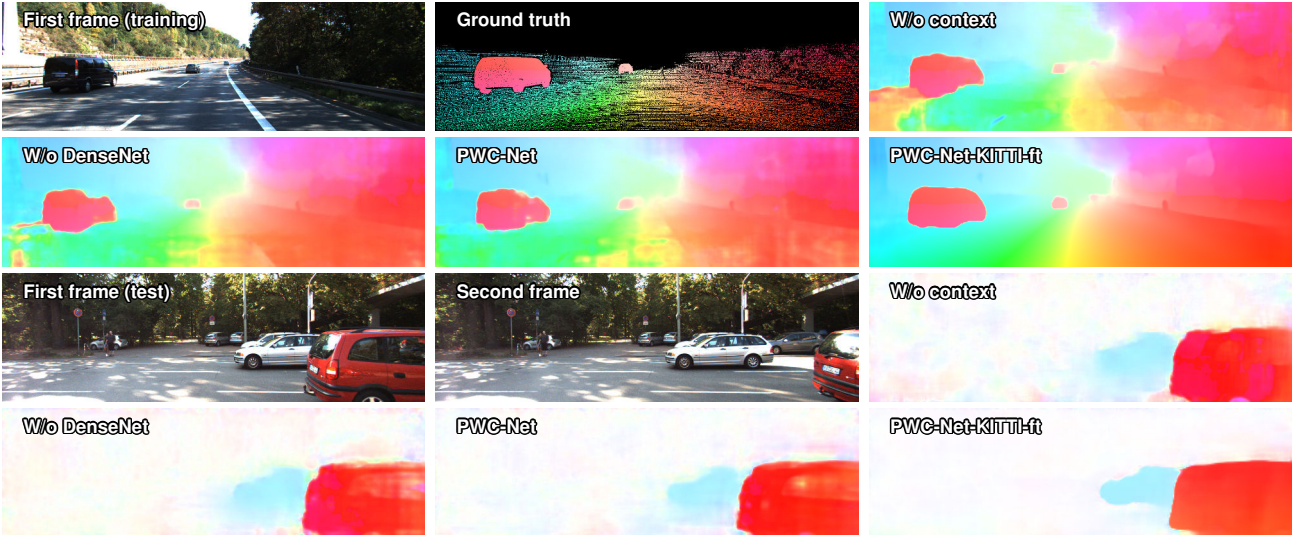 First frame (training)
Ground truth
W/o context
W/o DenseNet
PWC-Net
PWC-Net-KITTI-ft
First frame (test)
Second frame
W/o context
W/o DenseNet
PWC-Net
PWC-Net-KITTI-ft